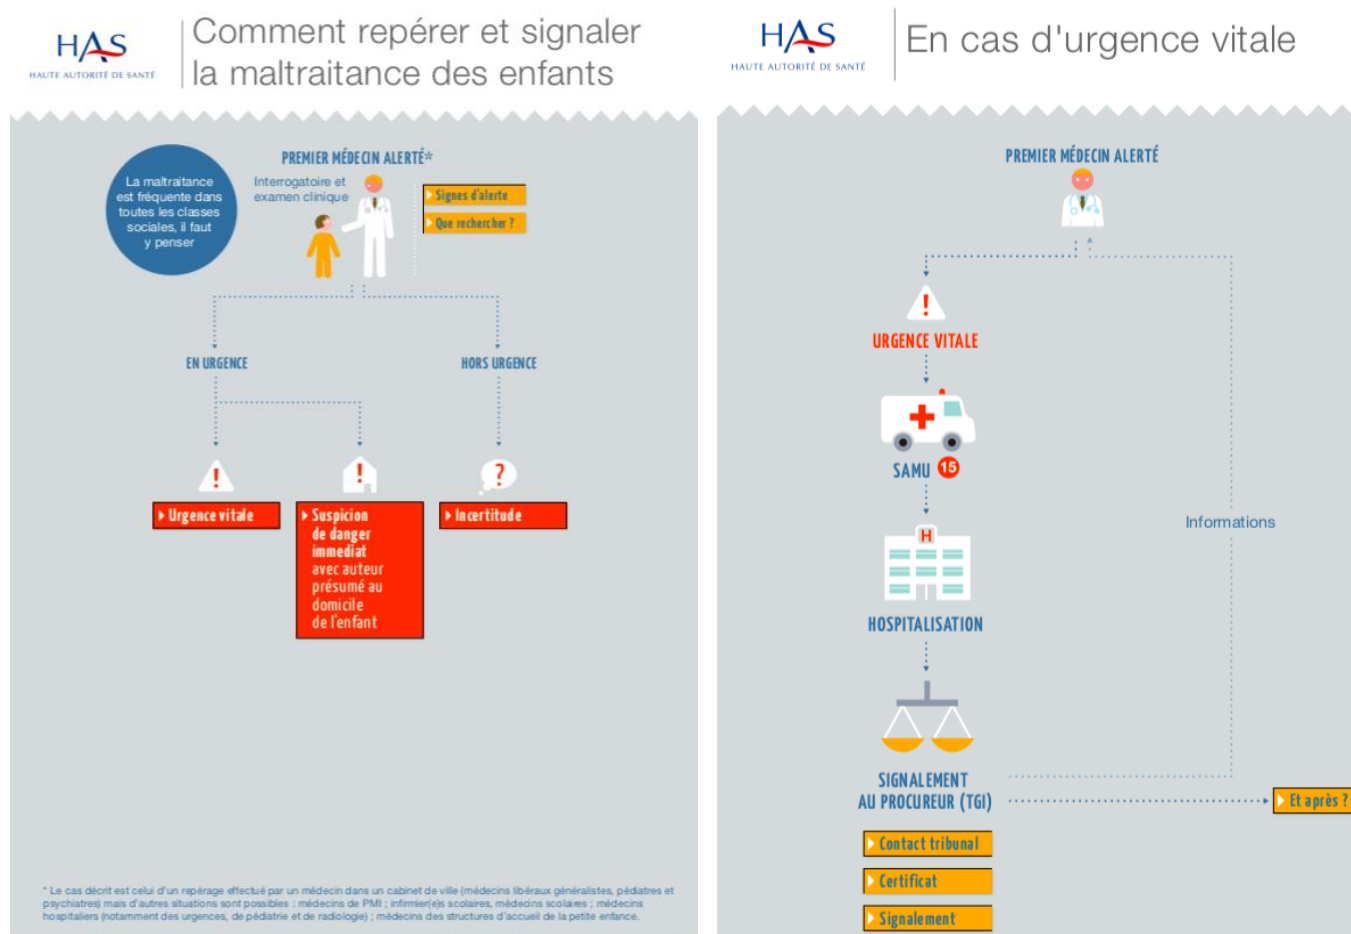 HAS
HAUTE AUTORITÉ DE SANTÉ
Comment repérer et signaler
la maltraitance des enfants
La maltraitance
est fréquente dans
toutes les classes
sociales, il faut
y penser
PREMIER MÉDECIN ALERTÉ*
Interrogatoire et
examen clinique
Signes d'alerte
Que rechercher ?
EN URGENCE
HORS URGENCE
!
!
?
Urgence vitale
Suspicion
de danger
immediat
avec auteur
présumé au
domicile
de l'enfant
Incertitude
* Le cas décrit est celui d'un repérage effectué par un médecin dans un cabinet de ville (médecins libéraux généralistes, pédiatres et
psychiatres) mais d'autres situations sont possibles : médecins de PMI ; infirmier(e)s scolaires, médecins scolaires ; médecins
hospitaliers (notamment des urgences, de pédiatrie et de radiologie) ; médecins des structures d'accueil de la petite enfance.
HAS
HAUTE AUTORITÉ DE SANTÉ
En cas d'urgence vitale
PREMIER MÉDECIN ALERTÉ
!
URGENCE VITALE
SAMU 15
H
HOSPITALISATION
Informations
SIGNALEMENT
AU PROCUREUR (TGI)
Et après ?
Contact tribunal
Certificat
Signalement